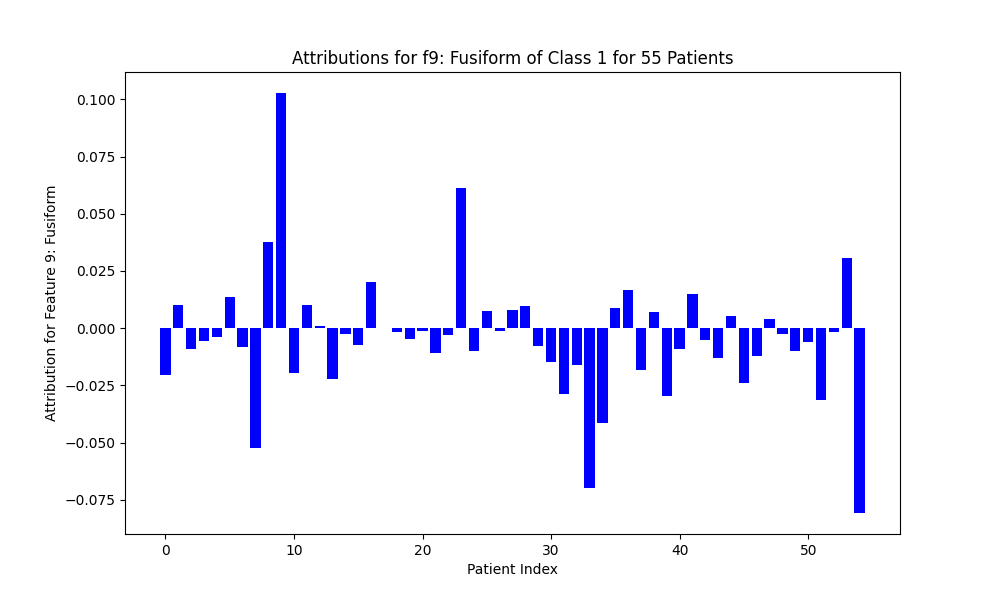 Attributions for f9: Fusiform of Class 1 for 55 Patients
Attribution for Feature 9: Fusiform
0.100
0.075
0.050
0.025
0.000
−0.025
−0.050
−0.075
0 10 20 30 40 50
Patient Index